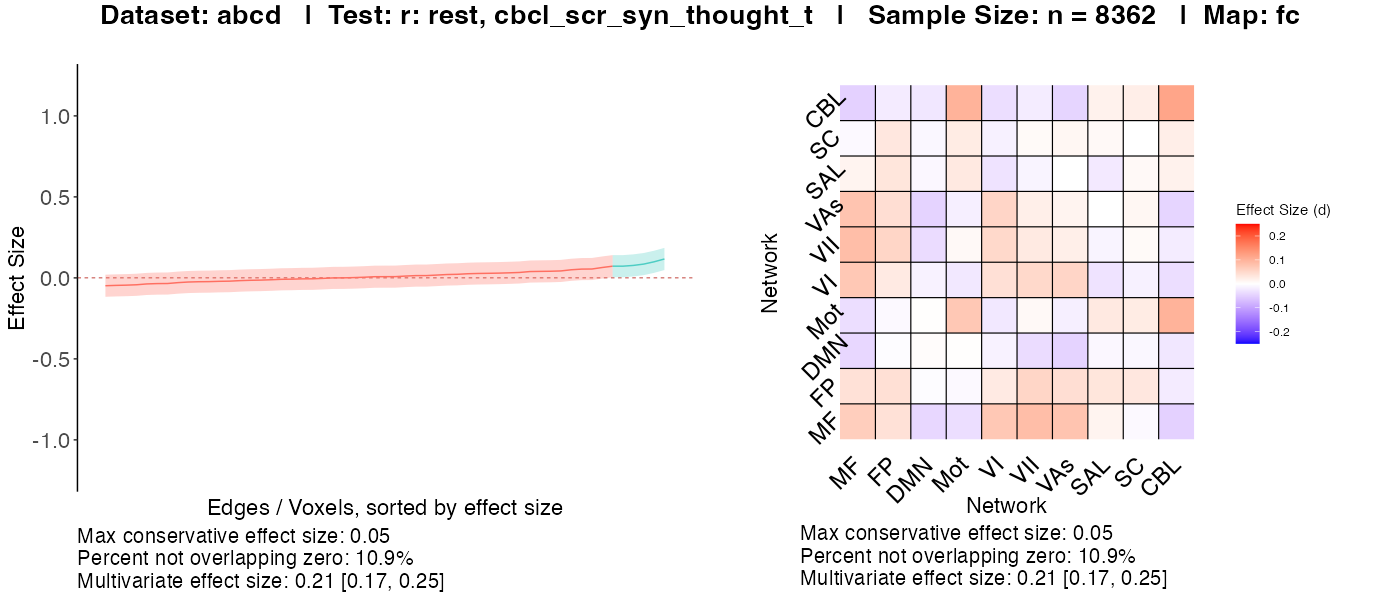 Dataset: abcd | Test: r: rest, cbcl_scr_syn_thought_t | Sample Size: n = 8362 | Map: fc
Effect Size
1.0
0.5
0.0
-0.5
-1.0
Edges / Voxels, sorted by effect size
Max conservative effect size: 0.05
Percent not overlapping zero: 10.9%
Multivariate effect size: 0.21 [0.17, 0.25]
Network
CBL
SC
SAL
VAs
VII
VI
Mot
DMN
FP
MF
MF FP DMN Mot VI VII VAs SAL SC CBL
Network
Max conservative effect size: 0.05
Percent not overlapping zero: 10.9%
Multivariate effect size: 0.21 [0.17, 0.25]
Effect Size (d)
0.2
0.1
0.0
-0.1
-0.2